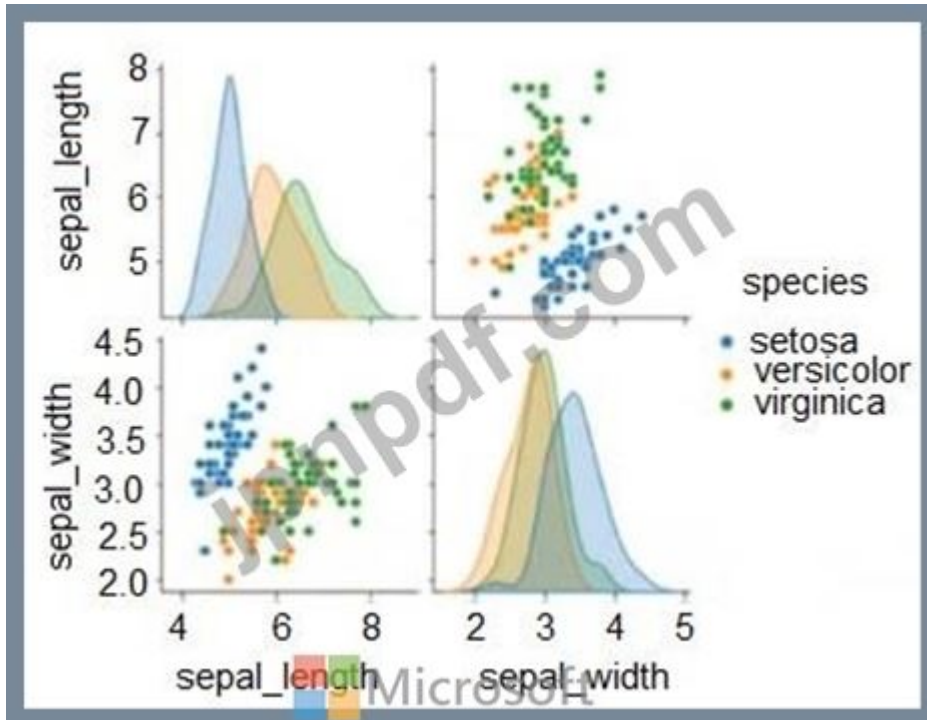 sepal_length
8
7
6
5
sepal_width
4.5
4.0
3.5
3.0
2.5
2.0
4 6 8
2 3 4 5
sepal_length sepal_width
species
setosa
versicolor
virginica
jpnpdf.com
Microsoft